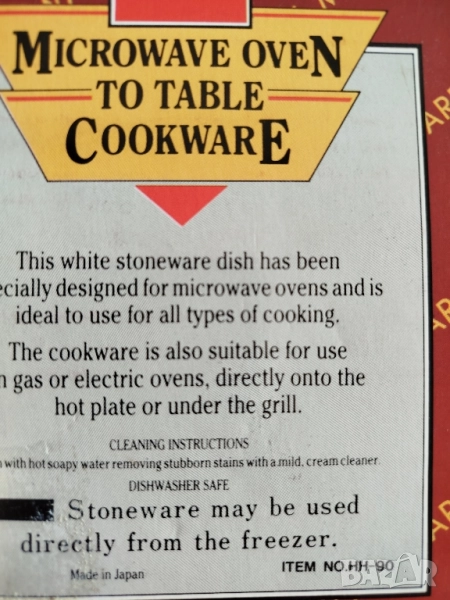 MICROWAVE OVEN
TO TABLE
COOKWARE
This white stoneware dish has been
ecially designed for microwave ovens and is
ideal to use for all types of cooking.
The cookware is also suitable for use
n gas or electric ovens, directly onto the
hot plate or under the grill.
CLEANING INSTRUCTIONS
with hot soapy water removing stubborn stains with a mild, cream cleaner.
DISHWASHER SAFE
Stoneware may be used
directly from the freezer.
Made in Japan
ITEM NO.HH-90
BAZAR